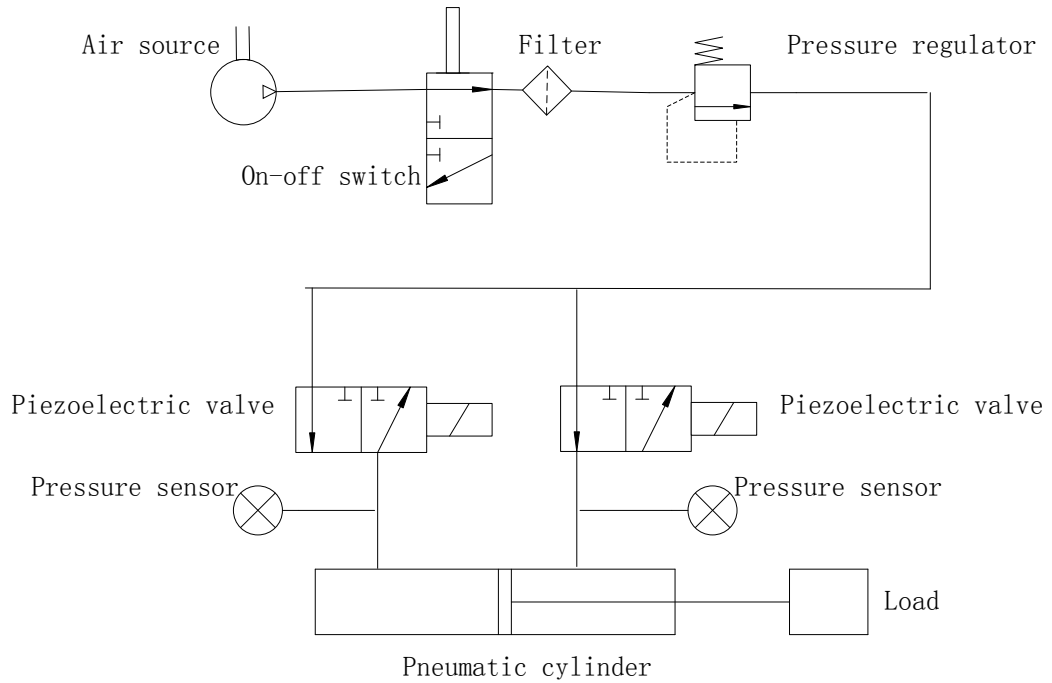 Air source
Filter
Pressure regulator
On-off switch
Piezoelectric valve
Piezoelectric valve
Pressure sensor
Pressure sensor
Load
Pneumatic cylinder